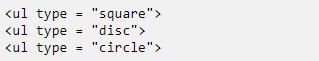 <ul type = "square">
<ul type = "disc">
<ul type = "circle">